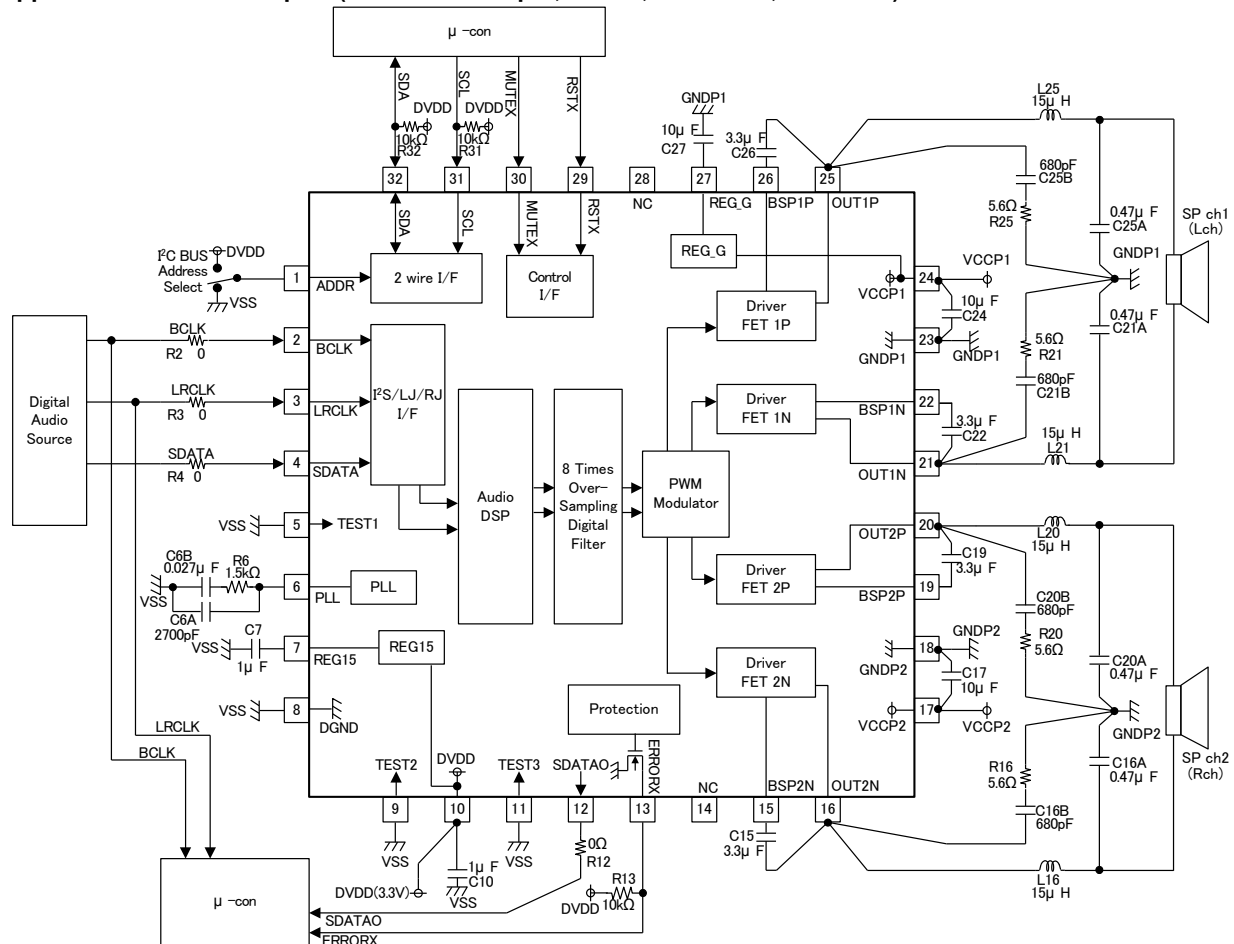 μ -con
SDA
SCL
MUTEX
RSTX
DVDD
DVDD
10kΩ
R32
10kΩ
R31
GNDP1
10μ F
C27
3.3μ F
C26
L25
15μ H
32
31
30
29
28
27
26
25
NC
REG_G
BSP1P
OUT1P
SDA
SCL
MUTEX
RSTX
680pF
C25B
5.6Ω
R25
0.47μ F
C25A
SP ch1
(Lch)
GNDP1
I²C BUS
Address
Select
DVDD
VSS
1
ADDR
2 wire I/F
Control
I/F
REG_G
VCCP1
24
VCCP1
10μ F
C24
Driver
FET 1P
23
GNDP1
GNDP1
0.47μ F
C21A
5.6Ω
R21
680pF
C21B
Digital
Audio
Source
BCLK
R2 0
2
BCLK
LRCLK
R3 0
3
LRCLK
SDATA
R4 0
4
SDATA
I²S/LJ/RJ
I/F
Audio
DSP
8 Times
Over-
Sampling
Digital
Filter
PWM
Modulator
Driver
FET 1N
22
BSP1N
3.3μ F
C22
21
OUT1N
15μ H
L21
VSS
5
TEST1
C6B
0.027μ F
R6
1.5kΩ
VSS
C6A
2700pF
6
PLL
PLL
C7
1μ F
VSS
7
REG15
REG15
VSS
8
DGND
Driver
FET 2P
20
OUT2P
L20
15μ H
C19
3.3μ F
19
BSP2P
C20B
680pF
R20
5.6Ω
C20A
0.47μ F
18
GNDP2
GNDP2
C17
10μ F
17
VCCP2
VCCP2
GNDP2
SP ch2
(Rch)
Driver
FET 2N
Protection
ERRORX
R16
5.6Ω
C16B
680pF
C16A
0.47μ F
LRCLK
BCLK
TEST2
DVDD
TEST3
SDATAO
NC
BSP2N
OUT2N
9
10
11
12
13
14
15
16
VSS
VSS
1μ F
C10
VSS
0Ω
R12
R13
10kΩ
DVDD
C15
3.3μ F
L16
15μ H
DVDD(3.3V)
μ -con
SDATAO
ERRORX